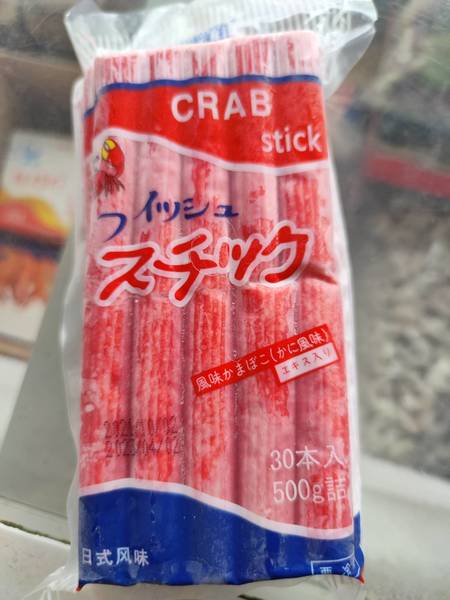 CRAB
stick
フィッシュ
スチック
風味かまぼこ(かに風味)
エキス入り
30本入
500g詰
日式风味